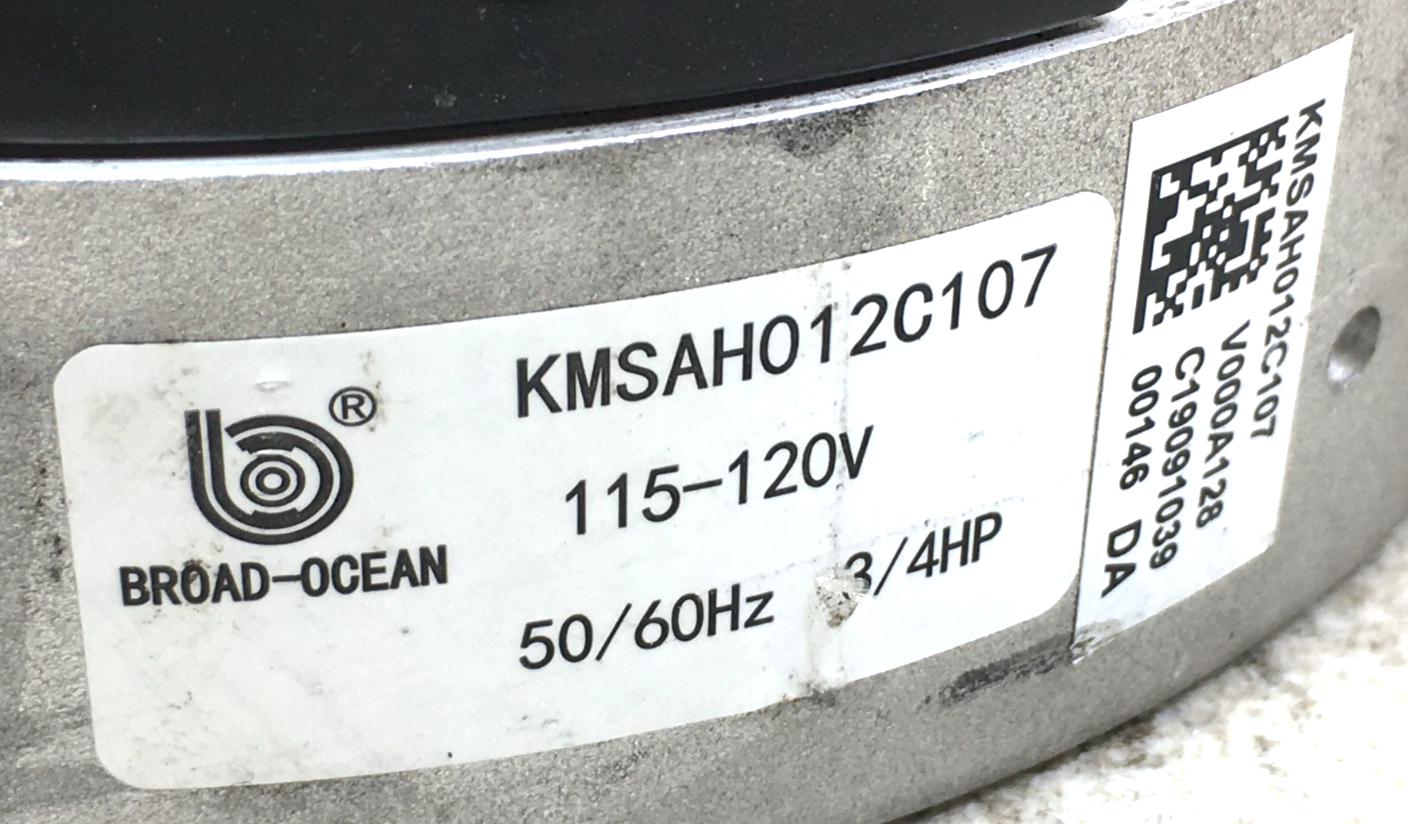 ®
BROAD-OCEAN
KMSAH012C107
115-120V
50/60Hz 3/4HP
KMSAH012C107
V000A128
C19091039
00146 DA